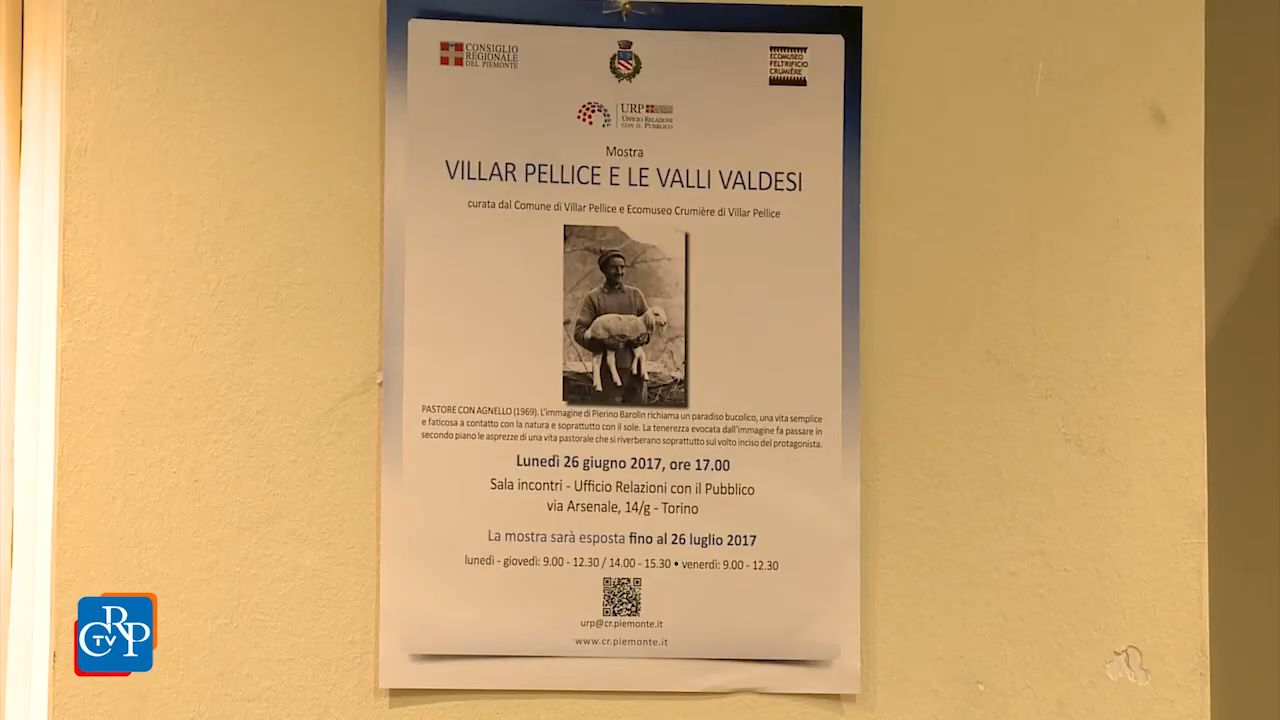 CONSIGLIO
REGIONALE
DEL PIEMONTE
ECOMUSEO
FELTRIFICIO
CRUMIÈRE
URP
UFFICIO RELAZIONI
CON IL PUBBLICO
Mostra
VILLAR PELLICE E LE VALLI VALDESI
curata dal Comune di Villar Pellice e Ecomuseo Crumière di Villar Pellice
PASTORE CON AGNELLO (1969). L'immagine di Pierino Barolin richiama un paradiso bucolico, una vita semplice
e faticosa a contatto con la natura e soprattutto con il sole. La tenerezza evocata dall'immagine fa passare in
secondo piano le asprezze di una vita pastorale che si riverberano soprattutto sul volto inciso del protagonista.
Lunedì 26 giugno 2017, ore 17.00
Sala incontri - Ufficio Relazioni con il Pubblico
via Arsenale, 14/g - Torino
La mostra sarà esposta fino al 26 luglio 2017
lunedì - giovedì: 9.00 - 12.30 / 14.00 - 15.30 • venerdì: 9.00 - 12.30
urp@cr.piemonte.it
www.cr.piemonte.it
CRP
TV